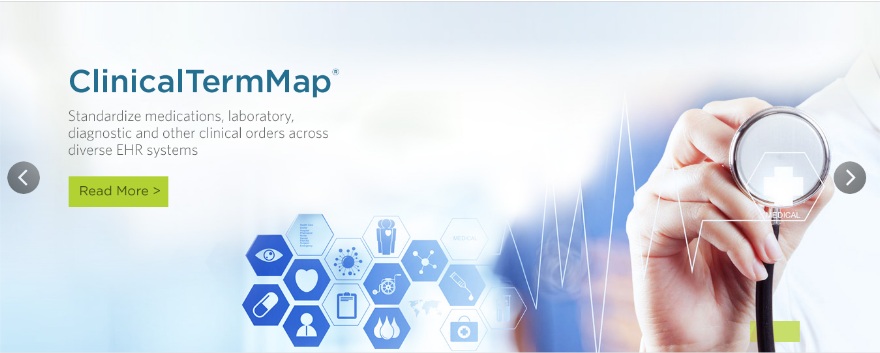 ClinicalTermMap®
Standardize medications, laboratory,
diagnostic and other clinical orders across
diverse EHR systems
Read More >
MEDICAL